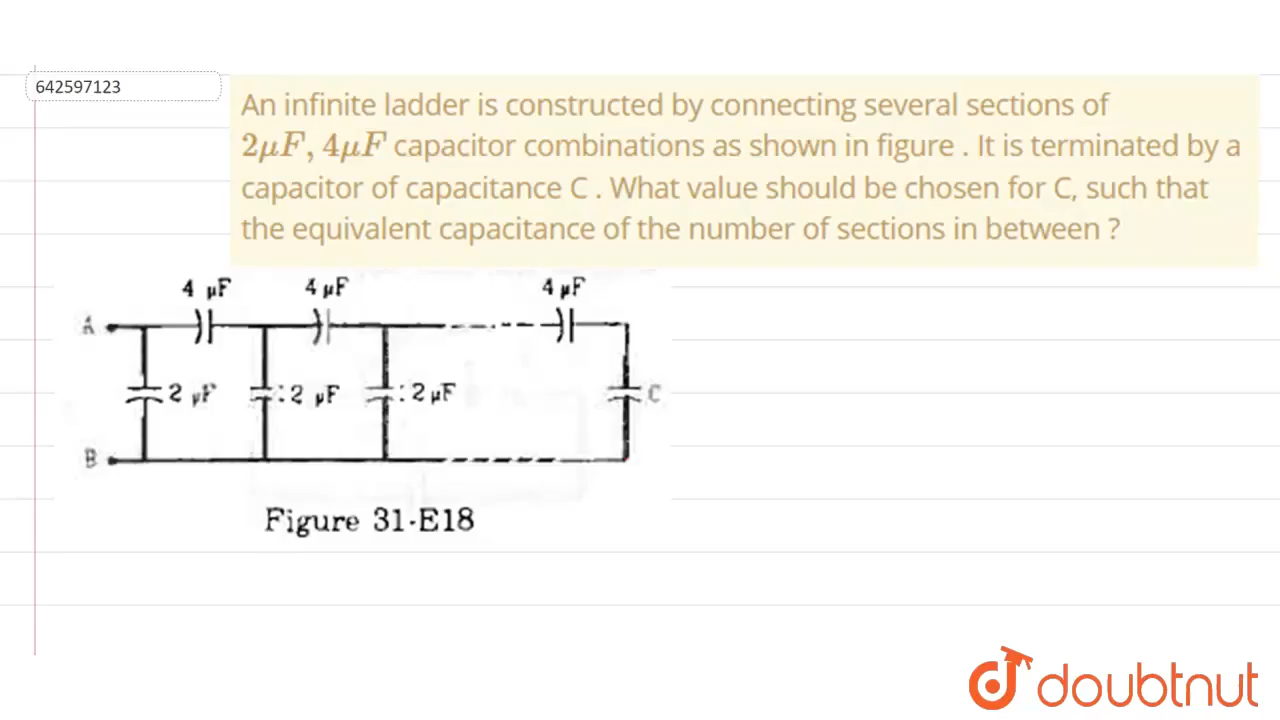 642597123
An infinite ladder is constructed by connecting several sections of
2μF, 4μF capacitor combinations as shown in figure . It is terminated by a
capacitor of capacitance C . What value should be chosen for C, such that
the equivalent capacitance of the number of sections in between ?
4 μF 4 μF 4 μF
A
2 μF :2 μF :2 μF C
B
Figure 31-E18
doubtnut